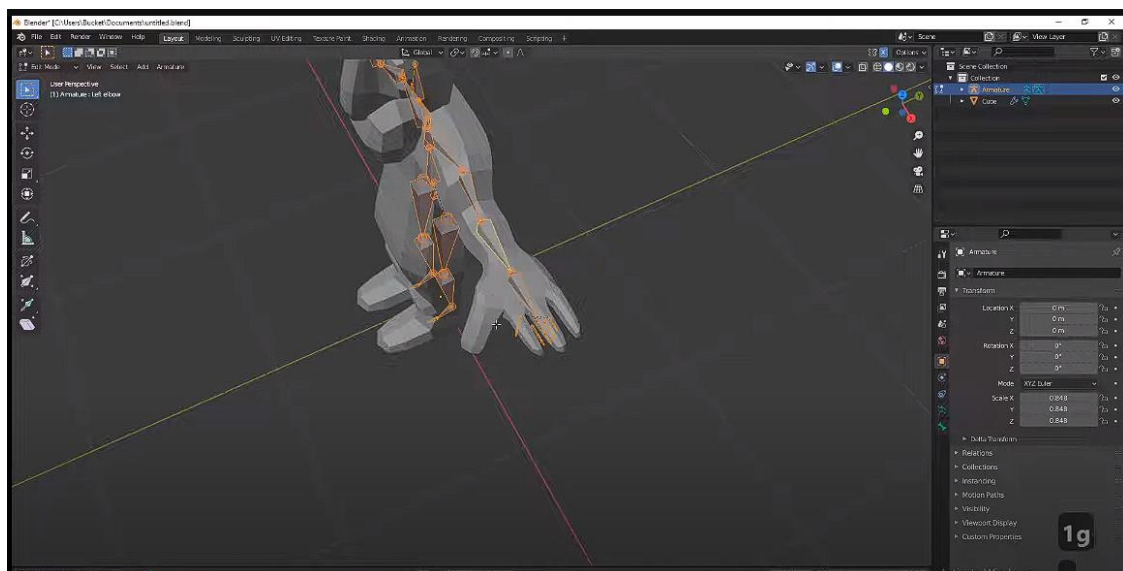 Blender* [C:\Users\Bucket\Documents\untitled.blend]
File Edit Render Window Help Layout Modeling Sculpting UV Editing Texture Paint Shading Animation Rendering Compositing Scripting + Scene View Layer
Global Options
Edit Mode View Select Add Armature
User Perspective
(1) Armature : Left elbow
Scene Collection
Collection
Armature
Cube
Armature
Armature
Transform
Location X 0 m
Y 0 m
Z 0 m
Rotation X 0°
Y 0°
Z 0°
Mode XYZ Euler
Scale X 0.848
Y 0.848
Z 0.848
Delta Transform
Relations
Collections
Instancing
Motion Paths
Visibility
Viewport Display
Custom Properties
1g